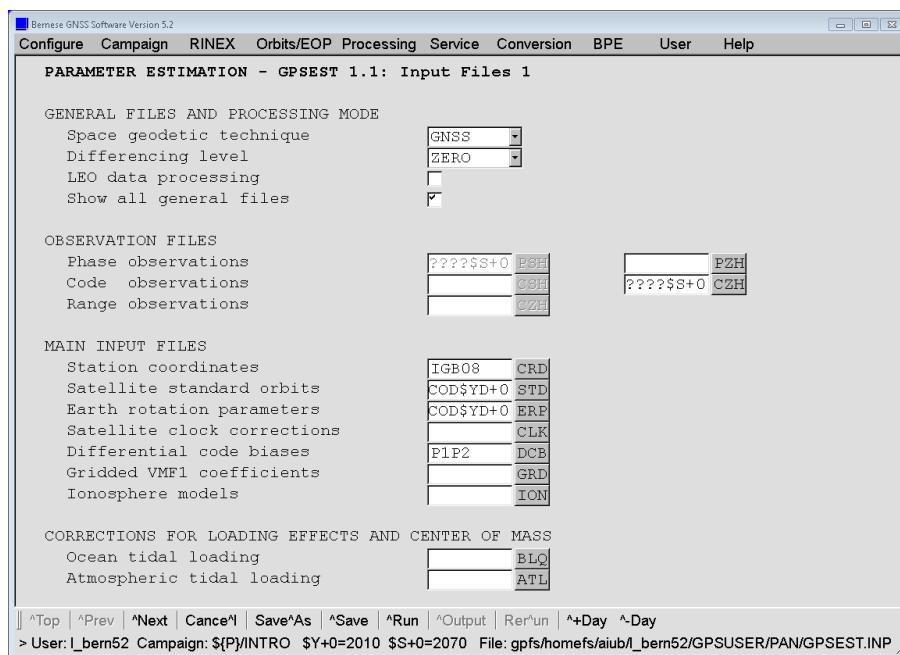 Bernese GNSS Software Version 5.2
Configure Campaign RINEX Orbits/EOP Processing Service Conversion BPE User Help
PARAMETER ESTIMATION - GPSEST 1.1: Input Files 1
GENERAL FILES AND PROCESSING MODE
Space geodetic technique GNSS
Differencing level ZERO
LEO data processing
Show all general files
OBSERVATION FILES
Phase observations ????$S+0 PSH PZH
Code observations CSH ????$S+0 CZH
Range observations CZH
MAIN INPUT FILES
Station coordinates IGB08 CRD
Satellite standard orbits COD$YD+0 STD
Earth rotation parameters COD$YD+0 ERP
Satellite clock corrections CLK
Differential code biases P1P2 DCB
Gridded VMF1 coefficients GRD
Ionosphere models ION
CORRECTIONS FOR LOADING EFFECTS AND CENTER OF MASS
Ocean tidal loading BLQ
Atmospheric tidal loading ATL
^Top | ^Prev | ^Next | Cance^l | Save^As | ^Save | ^Run | ^Output | Rer^un | ^+Day ^-Day
> User: l_bern52 Campaign: ${P}/INTRO $Y+0=2010 $S+0=2070 File: gpfs/homefs/aiub/l_bern52/GPSUSER/PAN/GPSEST.INP